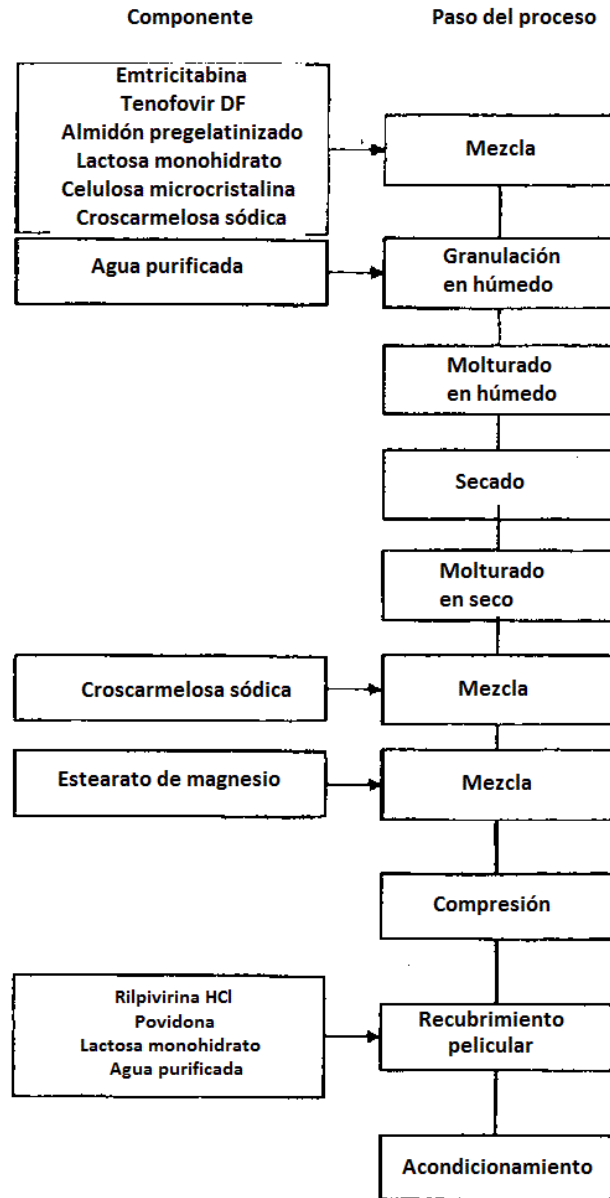 Componente
Paso del proceso
Emtricitabina
Tenofovir DF
Almidón pregelatinizado
Lactosa monohidrato
Celulosa microcristalina
Croscarmelosa sódica
Mezcla
Agua purificada
Granulación
en húmedo
Molturado
en húmedo
Secado
Molturado
en seco
Croscarmelosa sódica
Mezcla
Estearato de magnesio
Mezcla
Compresión
Rilpivirina HCl
Povidona
Lactosa monohidrato
Agua purificada
Recubrimiento
pelicular
Acondicionamiento